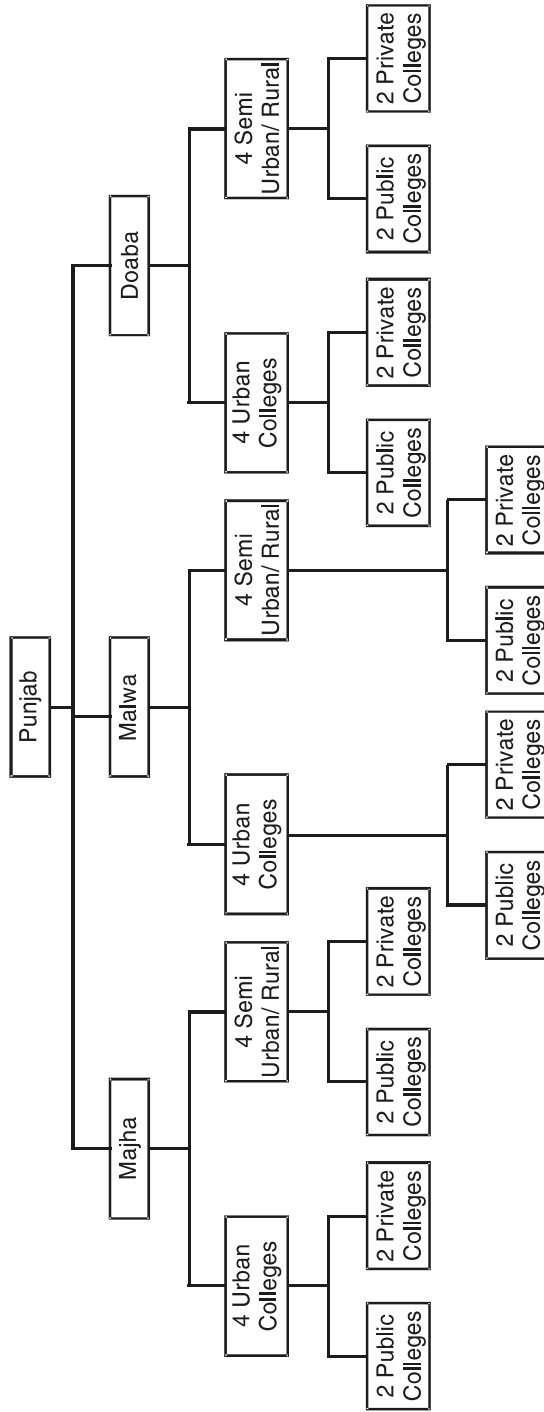 Punjab
Majha
Malwa
Doaba
4 Urban
Colleges
4 Semi
Urban/ Rural
4 Urban
Colleges
4 Semi
Urban/ Rural
4 Urban
Colleges
4 Semi
Urban/ Rural
2 Public
Colleges
2 Private
Colleges
2 Public
Colleges
2 Private
Colleges
2 Public
Colleges
2 Private
Colleges
2 Public
Colleges
2 Private
Colleges
2 Public
Colleges
2 Private
Colleges
2 Public
Colleges
2 Private
Colleges